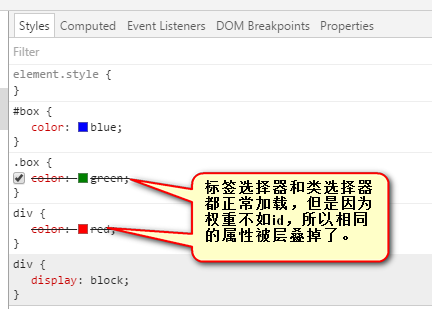 Styles Computed Event Listeners DOM Breakpoints Properties
Filter
element.style {
}
#box {
color: blue;
}
.box {
color: green;
}
div {
color: red;
}
div {
display: block;
}
标签选择器和类选择器
都正常加载，但是因为
权重不如id，所以相同
的属性被层叠掉了。